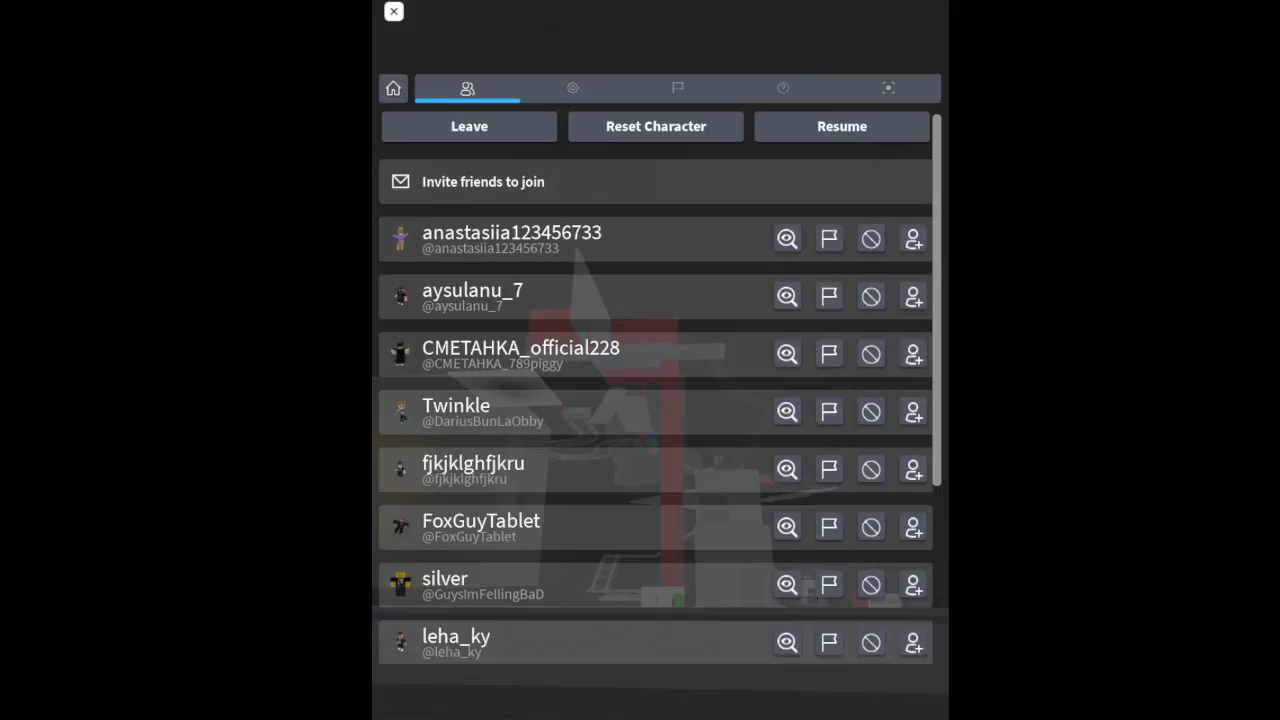 Leave
Reset Character
Resume
Invite friends to join
anastasiia123456733
@anastasiia123456733
aysulanu_7
@aysulanu_7
CMETAHKA_official228
@CMETAHKA_789piggy
Twinkle
@DariusBunLaObby
fjkjklghfjkru
@fjkjklghfjkru
FoxGuyTablet
@FoxGuyTablet
silver
@GuysImFellingBaD
leha_ky
@leha_ky